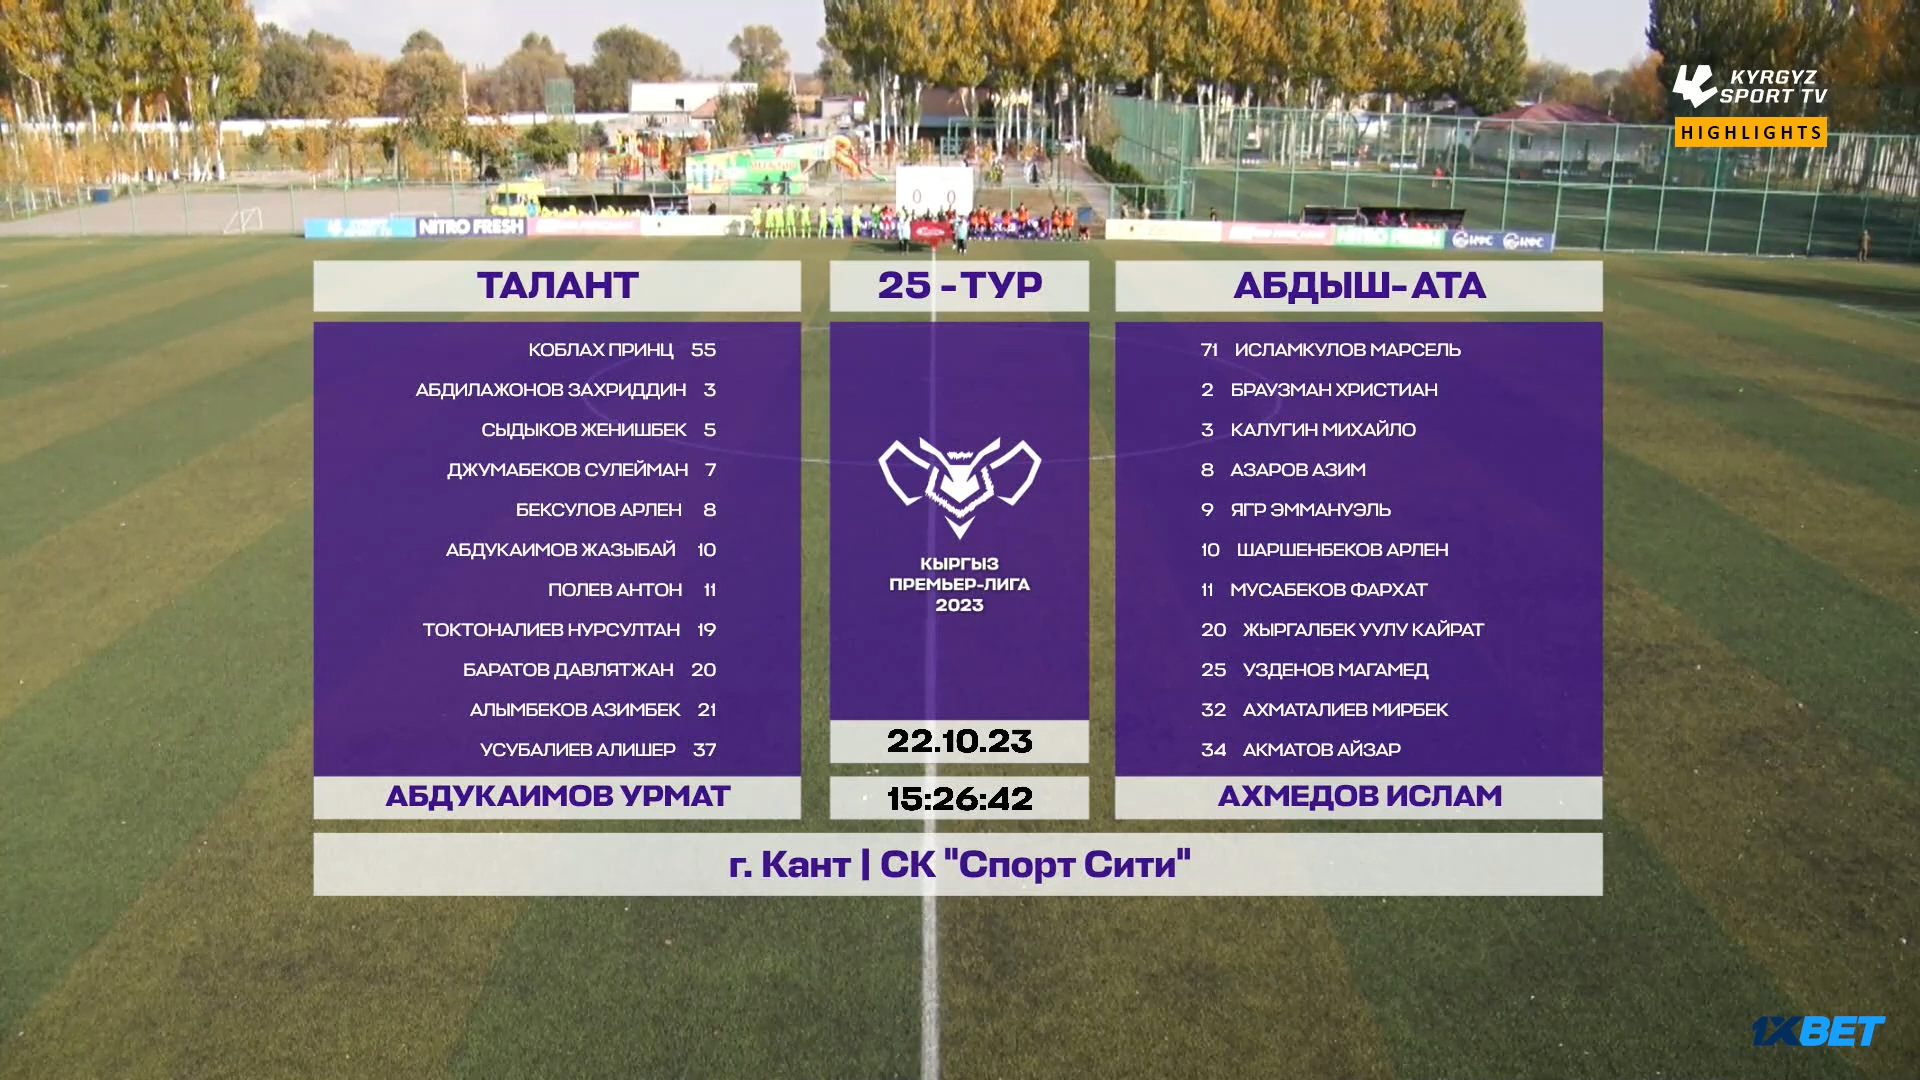 KYRGYZ
SPORT TV
HIGHLIGHTS
0 0
NITRO FRESH
ТАЛАНТ
25 -ТУР
АБДЫШ-АТА
КОБЛАХ ПРИНЦ 55
АБДИЛАЖОНОВ ЗАХРИДДИН 3
СЫДЫКОВ ЖЕНИШБЕК 5
ДЖУМАБЕКОВ СУЛЕЙМАН 7
БЕКСУЛОВ АРЛЕН 8
АБДУКАИМОВ ЖАЗЫБАЙ 10
ПОЛЕВ АНТОН 11
ТОКТОНАЛИЕВ НУРСУЛТАН 19
БАРАТОВ ДАВЛЯТЖАН 20
АЛЫМБЕКОВ АЗИМБЕК 21
УСУБАЛИЕВ АЛИШЕР 37
АБДУКАИМОВ УРМАТ
КЫРГЫЗ
ПРЕМЬЕР-ЛИГА
2023
22.10.23
15:26:42
71 ИСЛАМКУЛОВ МАРСЕЛЬ
2 БРАУЗМАН ХРИСТИАН
3 КАЛУГИН МИХАЙЛО
8 АЗАРОВ АЗИМ
9 ЯГР ЭММАНУЭЛЬ
10 ШАРШЕНБЕКОВ АРЛЕН
11 МУСАБЕКОВ ФАРХАТ
20 ЖЫРГАЛБЕК УУЛУ КАЙРАТ
25 УЗДЕНОВ МАГАМЕД
32 АХМАТАЛИЕВ МИРБЕК
34 АКМАТОВ АЙЗАР
АХМЕДОВ ИСЛАМ
г. Кант | СК "Спорт Сити"
1XBET